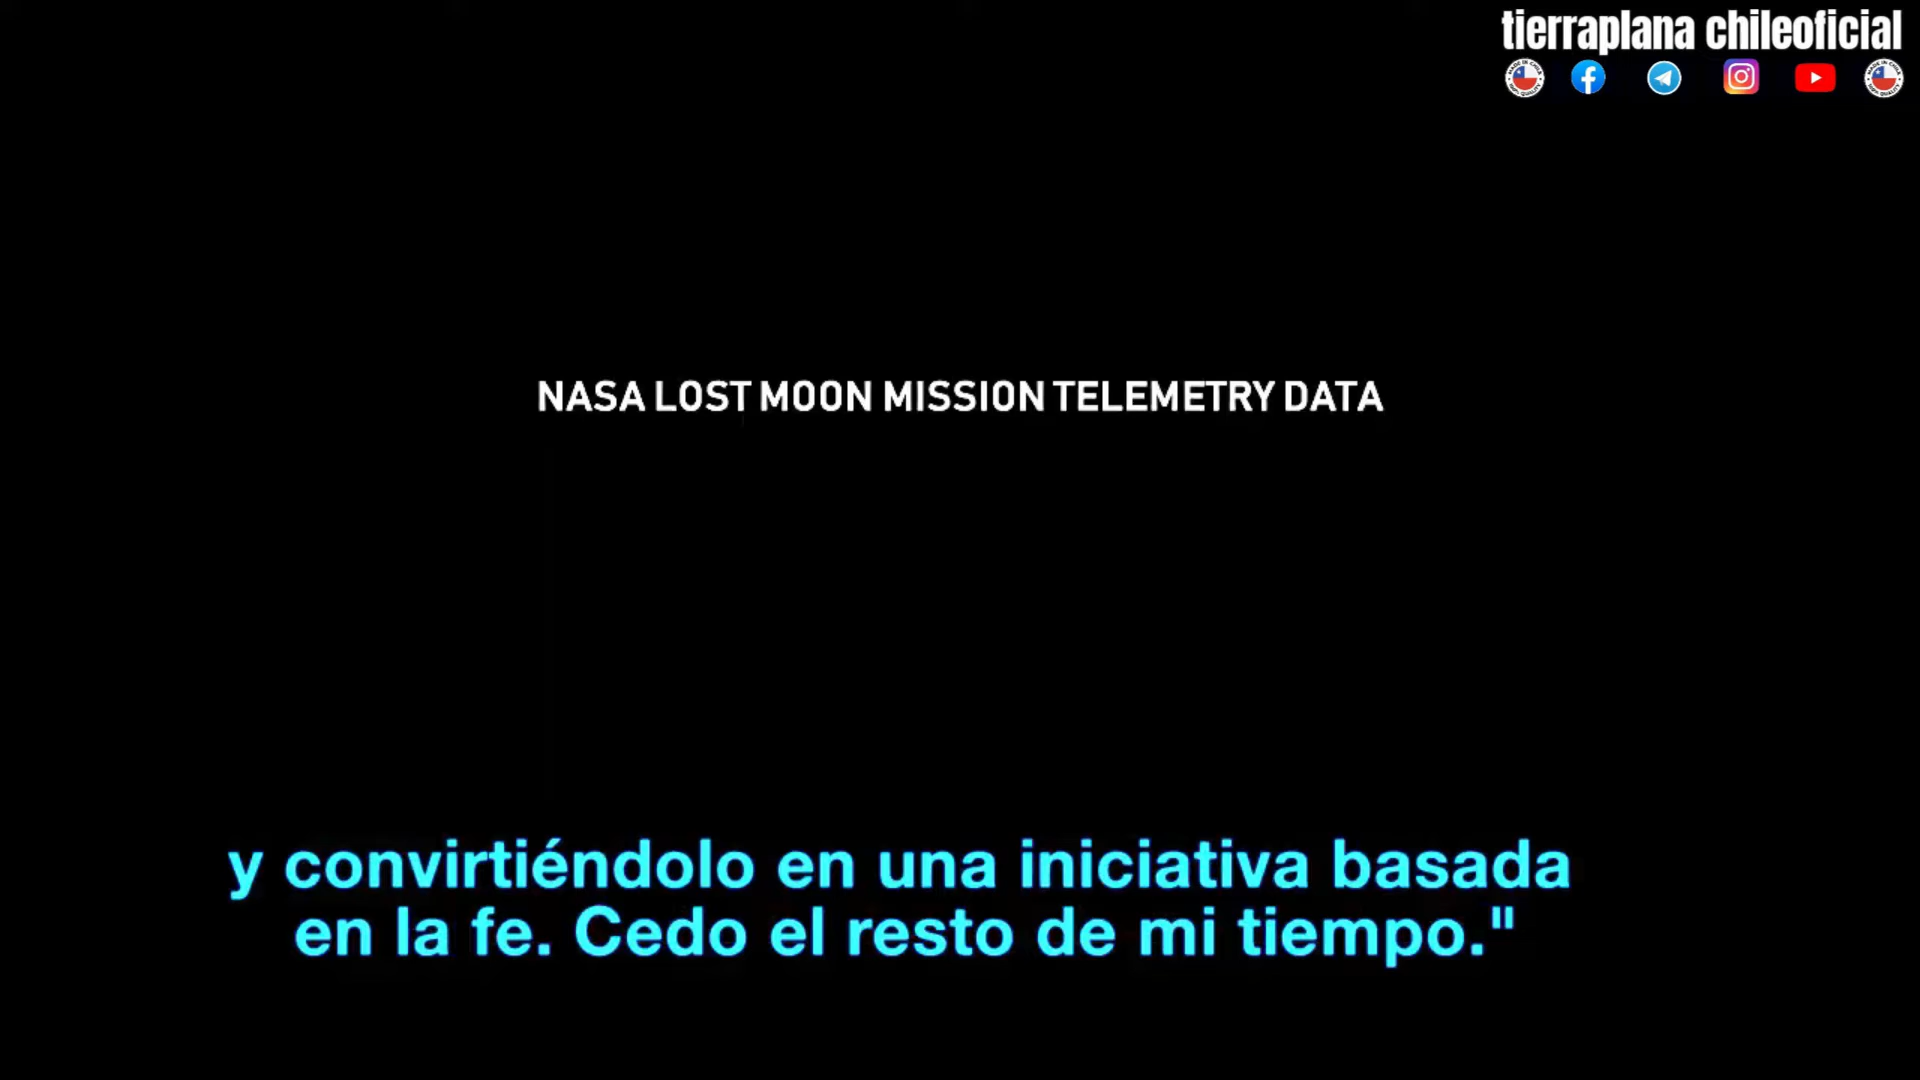 tierraplana chileoficial
NASA LOST MOON MISSION TELEMETRY DATA
y convirtiéndolo en una iniciativa basada
en la fe. Cedo el resto de mi tiempo."